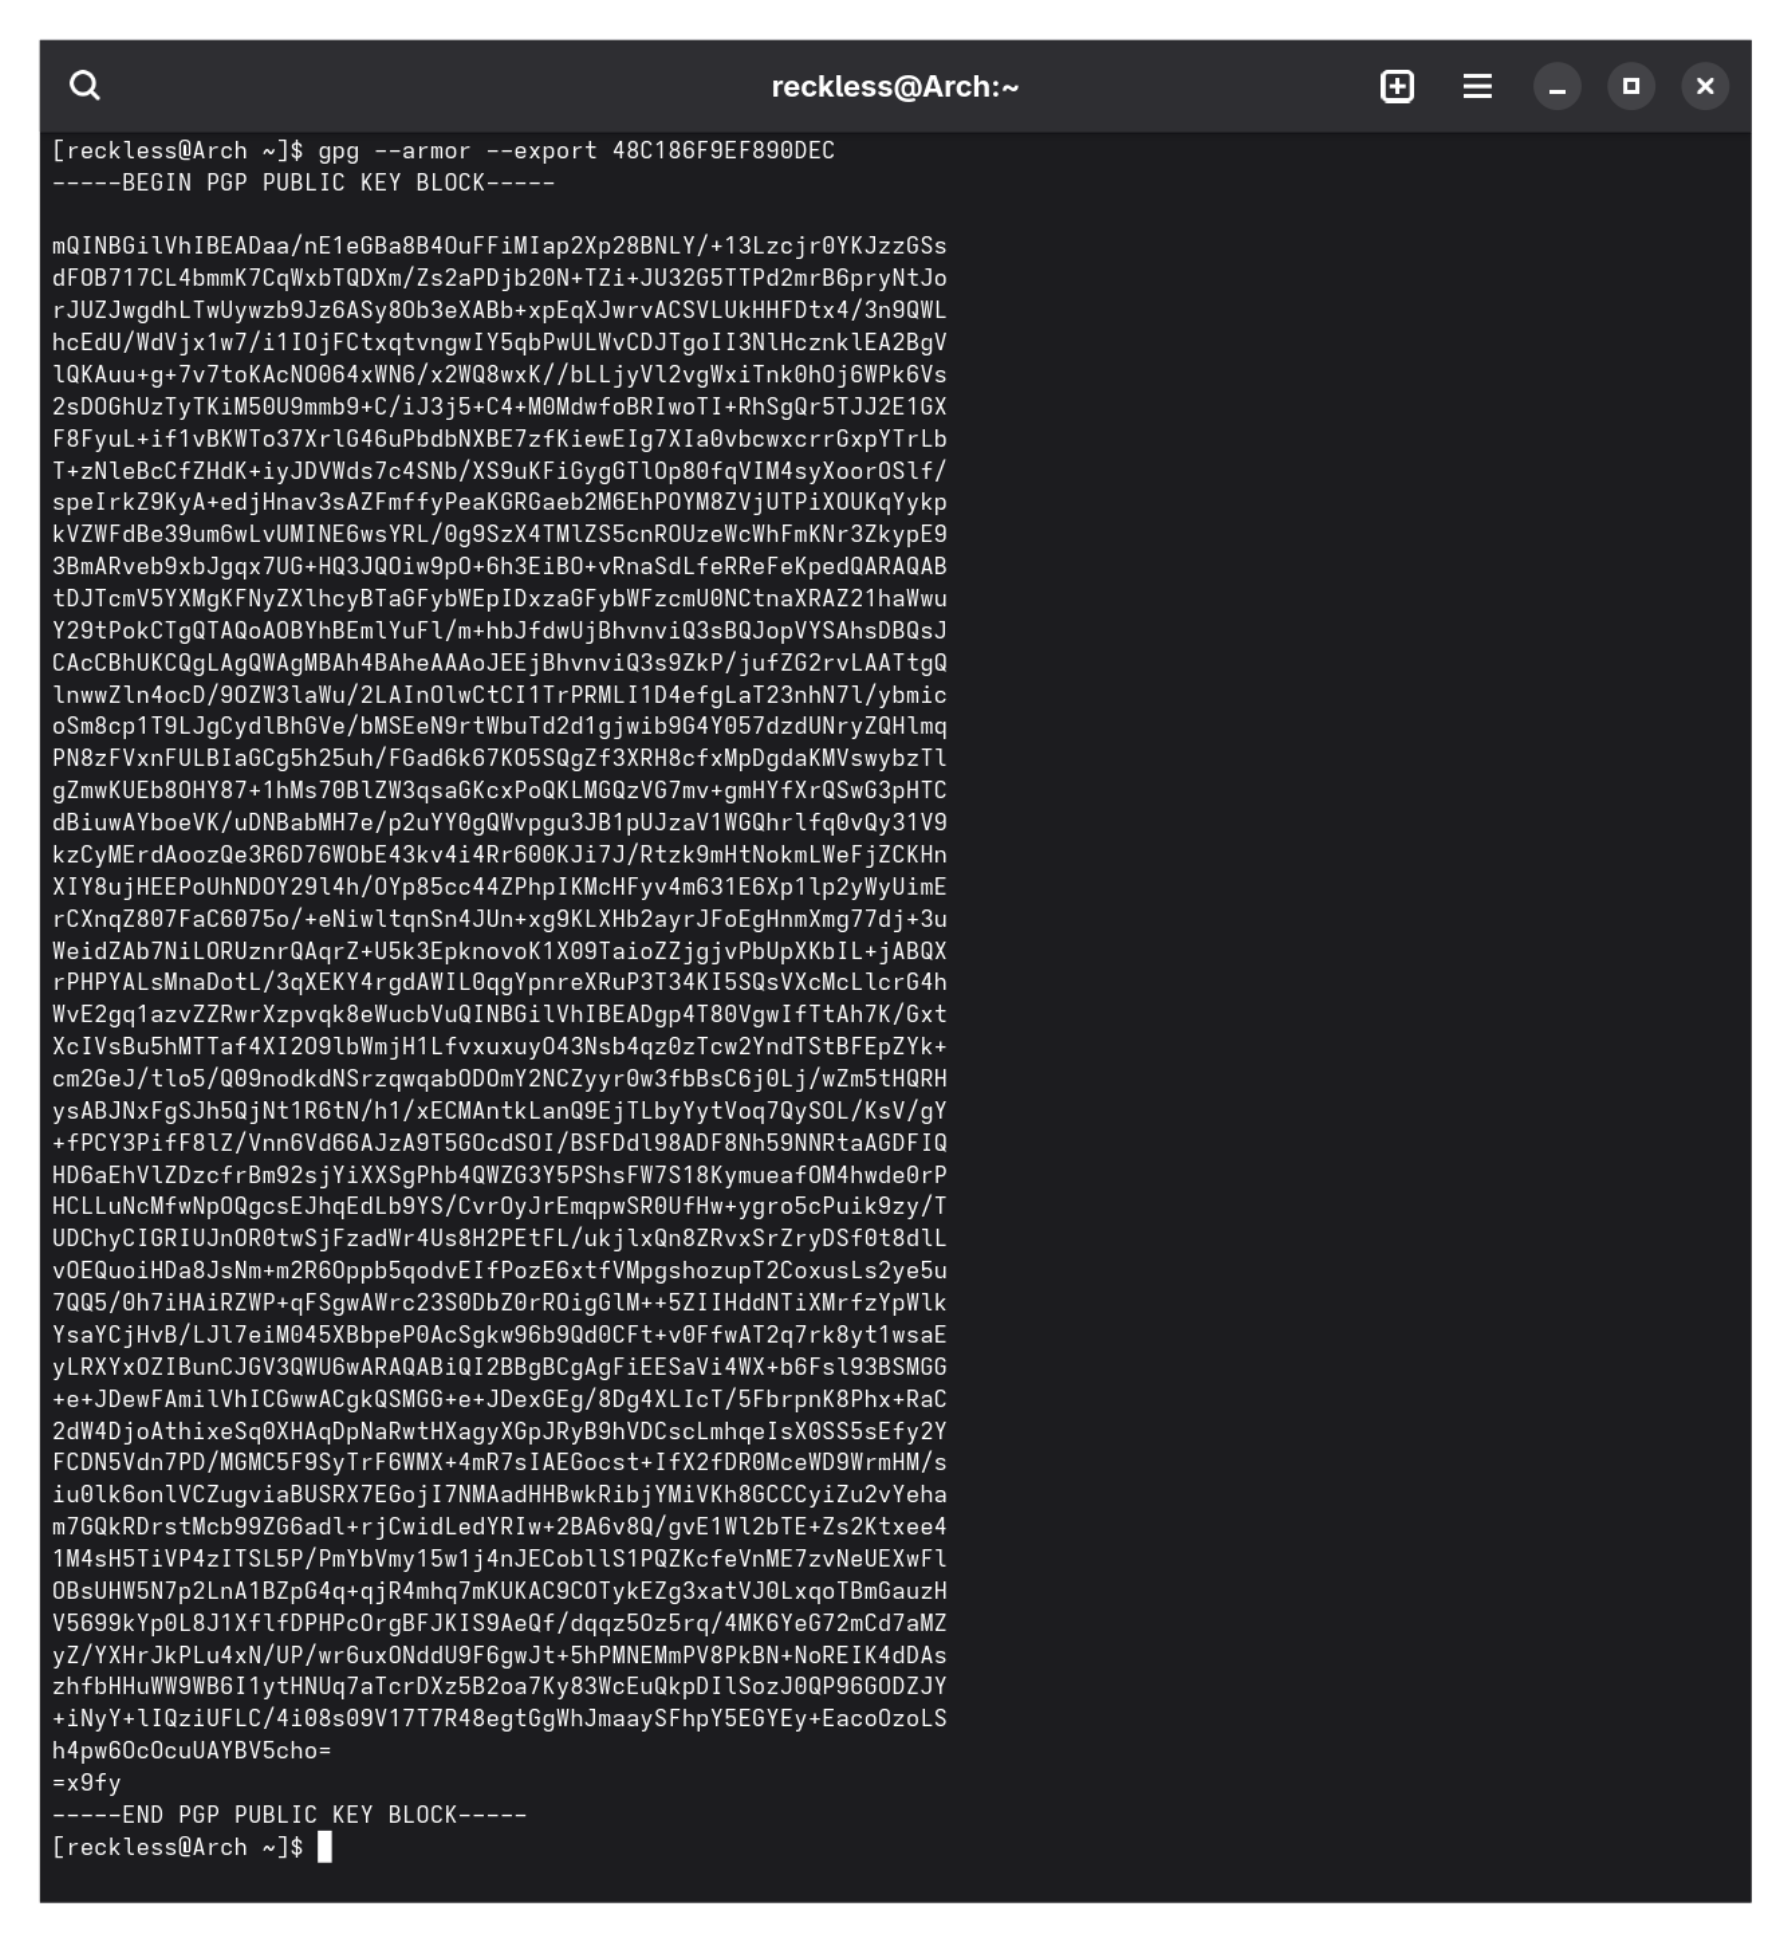 reckless@Arch:~
[reckless@Arch ~]$ gpg --armor --export 48C186F9EF890DEC
-----BEGIN PGP PUBLIC KEY BLOCK-----

mQINBGilVhIBEADaa/nE1eGBa8B4OuFFiMIap2Xp28BNLY/+13Lzcjr0YKJzzGSs
dFOB717CL4bmmK7CqWxbTQDXm/Zs2aPDjb20N+TZi+JU32G5TTPd2mrB6pryNtJo
rJUZJwgdhLTwUywzb9Jz6ASy8Ob3eXABb+xpEqXJwrvACSVLUkHHFDtx4/3n9QWL
hcEdU/WdVjx1w7/i1IOjFCtxqtvngwIY5qbPwULWvCDJTgoII3NlHcznklEA2BgV
lQKAuu+g+7v7toKAcNO064xWN6/x2WQ8wxK//bLLjyVl2vgWxiTnk0hOj6WPk6Vs
2sDOGhUzTyTKiM50U9mmb9+C/iJ3j5+C4+M0MdwfoBRIwoTI+RhSgQr5TJJ2E1GX
F8FyuL+if1vBKWTo37XrlG46uPbdbNXBE7zfKiewEIg7XIa0vbcwxcrrGxpYTrLb
T+zNleBcCfZHdK+iyJDVWds7c4SNb/XS9uKFiGygGTlOp80fqVIM4syXoorOSlf/
speIrkZ9KyA+edjHnav3sAZFmffyPeaKGRGaeb2M6EhPOYM8ZVjUTPiXOUKqYykp
kVZWFdBe39um6wLvUMINE6wsYRL/0g9SzX4TMlZS5cnROUzeWcWhFmKNr3ZkypE9
3BmARveb9xbJgqx7UG+HQ3JQOiw9pO+6h3EiBO+vRnaSdLfeRReFeKpedQARAQAB
tDJTcmV5YXMgKFNyZXlhcyBTaGFybWEpIDxzaGFybWFzcmU0NCtnaXRAZ21haWwu
Y29tPokCTgQTAQoAOBYhBEmlYuFl/m+hbJfdwUjBhvnviQ3sBQJopVYSAhsDBQsJ
CAcCBhUKCQgLAgQWAgMBAh4BAheAAAoJEEjBhvnviQ3s9ZkP/jufZG2rvLAATtgQ
lnwwZln4ocD/9OZW3laWu/2LAInOlwCtCI1TrPRMLI1D4efgLaT23nhN7l/ybmic
oSm8cp1T9LJgCydlBhGVe/bMSEeN9rtWbuTd2d1gjwib9G4Y057dzdUNryZQHlmq
PN8zFVxnFULBIaGCg5h25uh/FGad6k67KO5SQgZf3XRH8cfxMpDgdaKMVswybzTl
gZmwKUEb8OHY87+1hMs70BlZW3qsaGKcxPoQKLMGQzVG7mv+gmHYfXrQSwG3pHTC
dBiuwAYboeVK/uDNBabMH7e/p2uYY0gQWvpgu3JB1pUJzaV1WGQhrlfq0vQy31V9
kzCyMErdAoozQe3R6D76WObE43kv4i4Rr600KJi7J/Rtzk9mHtNokmLWeFjZCKHn
XIY8ujHEEPoUhNDOY29l4h/OYp85cc44ZPhpIKMcHFyv4m631E6Xp1lp2yWyUimE
rCXnqZ807FaC6075o/+eNiwltqnSn4JUn+xg9KLXHb2ayrJFoEgHnmXmg77dj+3u
WeidZAb7NiLORUznrQAqrZ+U5k3EpknovoK1X09TaioZZjgjvPbUpXKbIL+jABQX
rPHPYALsMnaDotL/3qXEKY4rgdAWIL0qgYpnreXRuP3T34KI5SQsVXcMcLlcrG4h
WvE2gq1azvZZRwrXzpvqk8eWucbVuQINBGilVhIBEADgp4T80VgwIfTtAh7K/Gxt
XcIVsBu5hMTTaf4XI2O9lbWmjH1LfvxuxuyO43Nsb4qz0zTcw2YndTStBFEpZYk+
cm2GeJ/tlo5/Q09nodkdNSrzqwqabODOmY2NCZyyr0w3fbBsC6j0Lj/wZm5tHQRH
ysABJNxFgSJh5QjNt1R6tN/h1/xECMAntkLanQ9EjTLbyYytVoq7QySOL/KsV/gY
+fPCY3PifF8lZ/Vnn6Vd66AJzA9T5GOcdSOI/BSFDdl98ADF8Nh59NNRtaAGDFIQ
HD6aEhVlZDzcfrBm92sjYiXXSgPhb4QWZG3Y5PShsFW7S18KymueafOM4hwde0rP
HCLLuNcMfwNpOQgcsEJhqEdLb9YS/CvrOyJrEmqpwSR0UfHw+ygro5cPuik9zy/T
UDChyCIGRIUJnOR0twSjFzadWr4Us8H2PEtFL/ukjlxQn8ZRvxSrZryDSf0t8dlL
vOEQuoiHDa8JsNm+m2R6Oppb5qodvEIfPozE6xtfVMpgshozupT2CoxusLs2ye5u
7QQ5/0h7iHAiRZWP+qFSgwAWrc23S0DbZ0rROigGlM++5ZIIHddNTiXMrfzYpWlk
YsaYCjHvB/LJl7eiM045XBbpeP0AcSgkw96b9Qd0CFt+v0FfwAT2q7rk8yt1wsaE
yLRXYxOZIBunCJGV3QWU6wARAQABiQI2BBgBCgAgFiEESaVi4WX+b6Fsl93BSMGG
+e+JDewFAmilVhICGwwACgkQSMGG+e+JDexGEg/8Dg4XLIcT/5FbrpnK8Phx+RaC
2dW4DjoAthixeSq0XHAqDpNaRwtHXagyXGpJRyB9hVDCscLmhqeIsX0SS5sEfy2Y
FCDN5Vdn7PD/MGMC5F9SyTrF6WMX+4mR7sIAEGocst+IfX2fDR0MceWD9WrmHM/s
iu0lk6onlVCZugviaBUSRX7EGojI7NMAadHHBwkRibjYMiVKh8GCCCyiZu2vYeha
m7GQkRDrstMcb99ZG6adl+rjCwidLedYRIw+2BA6v8Q/gvE1Wl2bTE+Zs2Ktxee4
1M4sH5TiVP4zITSL5P/PmYbVmy15w1j4nJECobllS1PQZKcfeVnME7zvNeUEXwFl
OBsUHW5N7p2LnA1BZpG4q+qjR4mhq7mKUKAC9COTykEZg3xatVJ0LxqoTBmGauzH
V5699kYp0L8J1XflfDPHPcOrgBFJKIS9AeQf/dqqz5Oz5rq/4MK6YeG72mCd7aMZ
yZ/YXHrJkPLu4xN/UP/wr6uxONddU9F6gwJt+5hPMNEMmPV8PkBN+NoREIK4dDAs
zhfbHHuWW9WB6I1ytHNUq7aTcrDXz5B2oa7Ky83WcEuQkpDIlSozJ0QP96GODZJY
+iNyY+lIQziUFLC/4i08s09V17T7R48egtGgWhJmaaySFhpY5EGYEy+EacoOzoLS
h4pw6OcOcuUAYBV5cho=
=x9fy
-----END PGP PUBLIC KEY BLOCK-----
[reckless@Arch ~]$